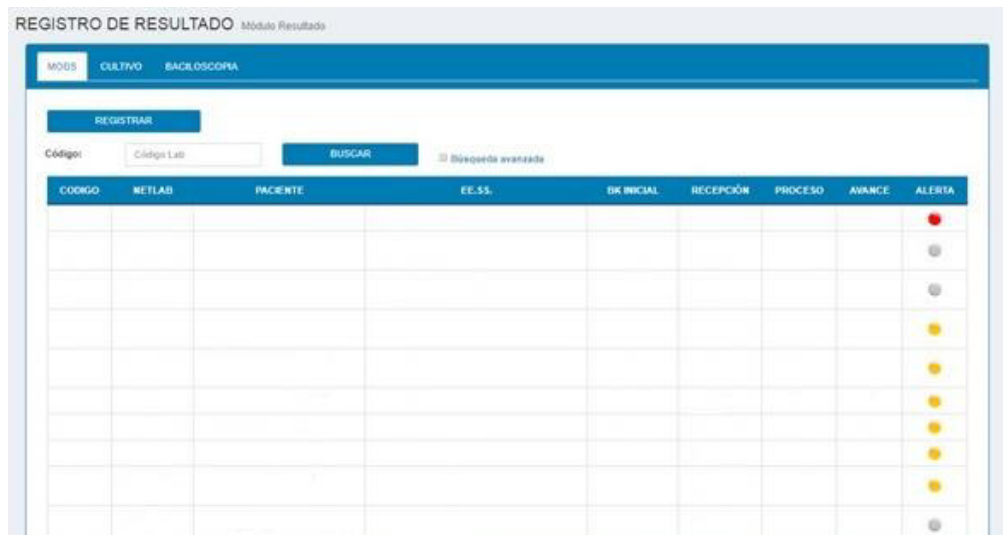 REGISTRO DE RESULTADO Módulo Resultado
MODS CULTIVO BACILOSCOPIA
REGISTRAR
Código: Código Lab BUSCAR Búsqueda avanzada
CODIGO NETLAB PACIENTE EE.SS. BK INICIAL RECEPCIÓN PROCESO AVANCE ALERTA